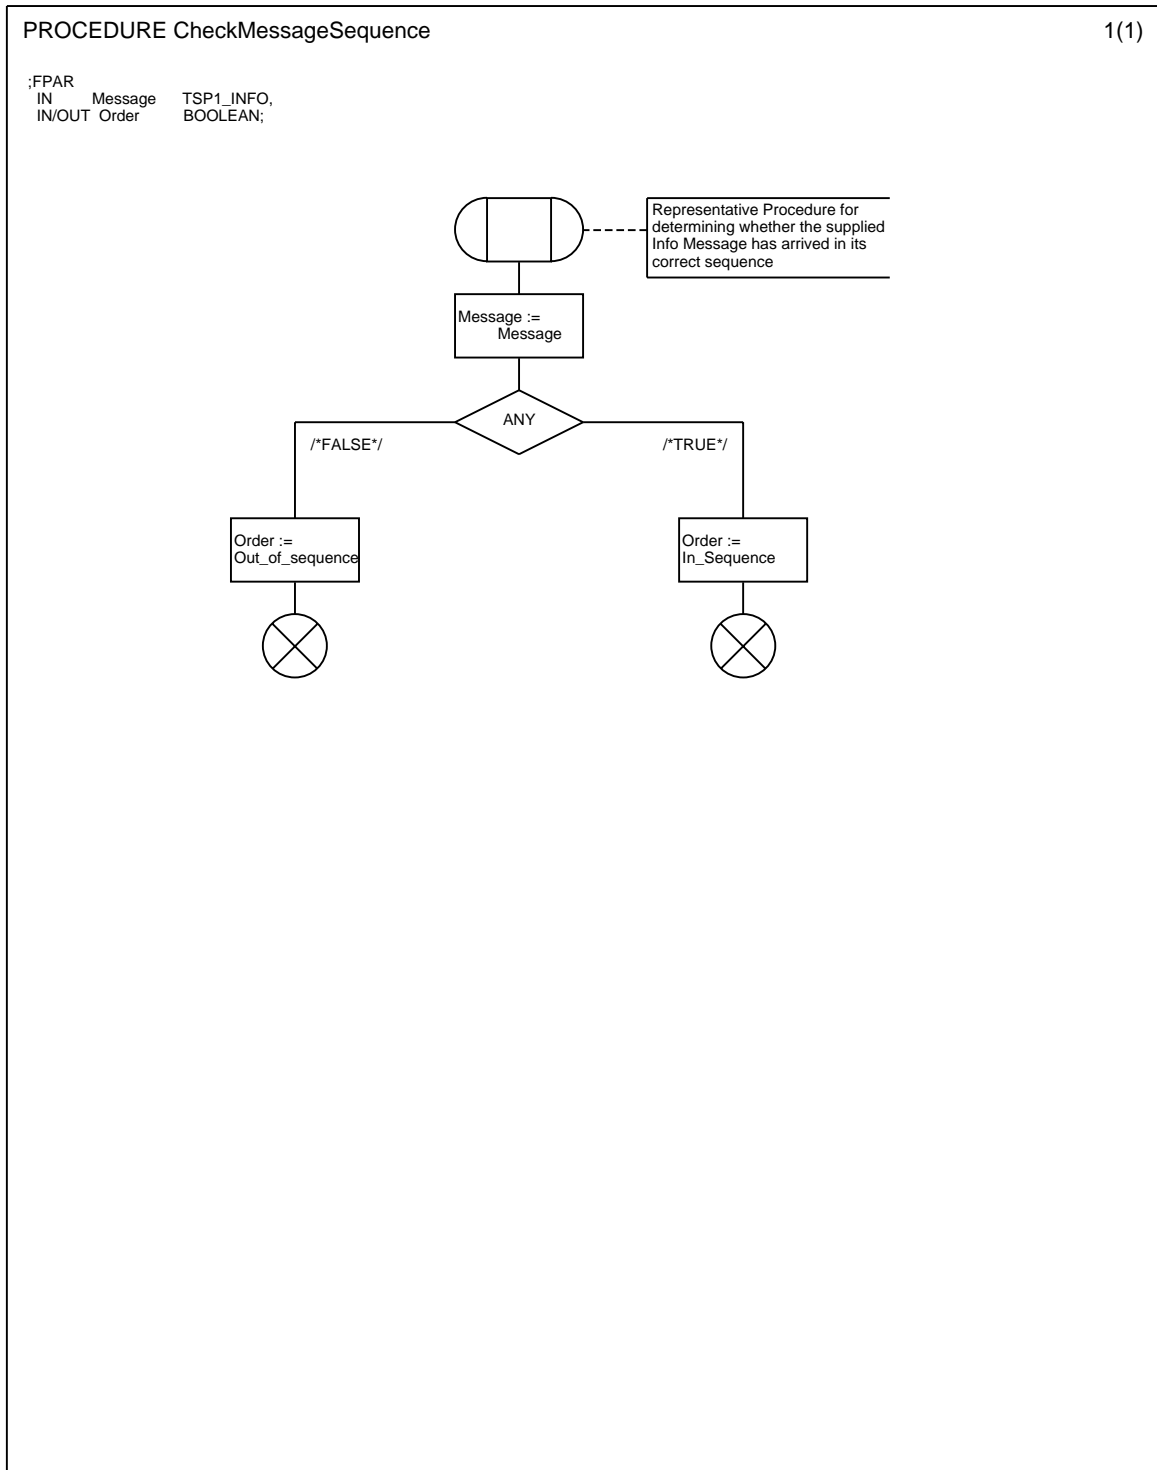 PROCEDURE CheckMessageSequence 1(1)
;FPAR
IN Message TSP1_INFO,
IN/OUT Order BOOLEAN;
Representative Procedure for
determining whether the supplied
Info Message has arrived in its
correct sequence
Message :=
Message
ANY
/*FALSE*/ /*TRUE*/
Order :=
Out_of_sequence
Order :=
In_Sequence